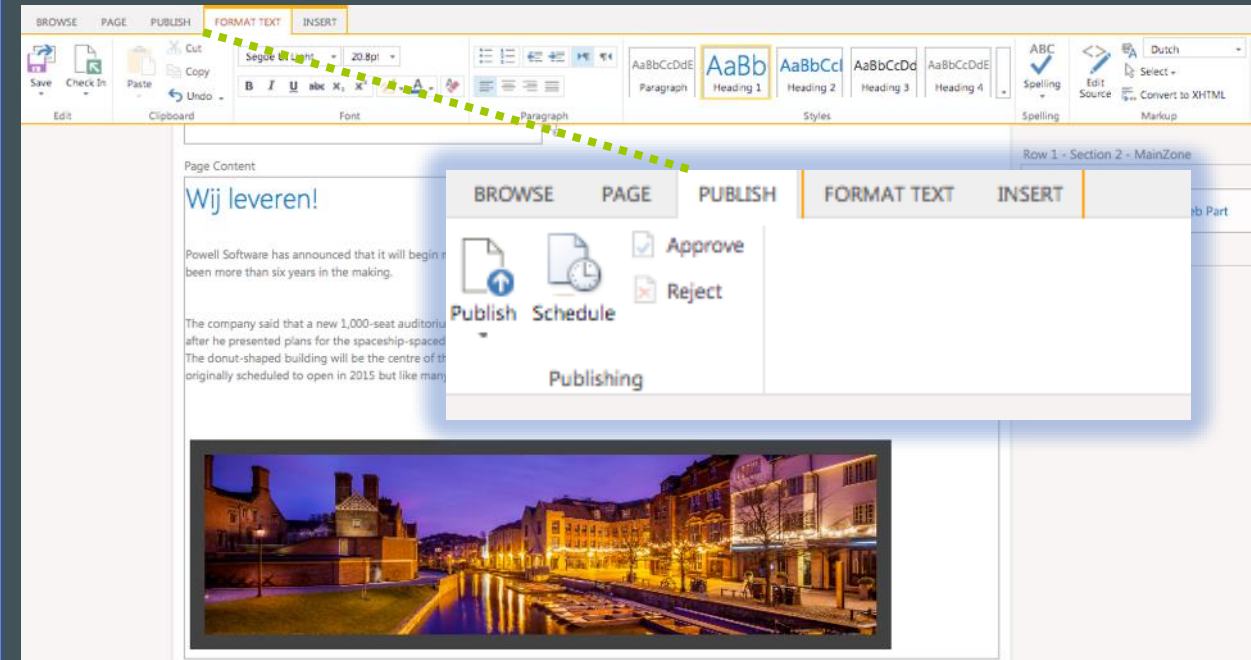 BROWSE PAGE PUBLISH FORMAT TEXT INSERT
Save
Check In
Edit
Paste
Cut
Copy
Undo
Clipboard
Segoe UI Light 20.8pt
B I U abc X, X
A
Font
Paragraph
AaBbCcDdE
Paragraph
AaBb
Heading 1
AaBbCcI
Heading 2
AaBbCcDd
Heading 3
AaBbCcDdE
Heading 4
Styles
ABC
Spelling
Spelling
Edit
Source
Dutch
Select
Convert to XHTML
Markup
Page Content
Wij leveren!
Powell Software has announced that it will begin
been more than six years in the making.
The company said that a new 1,000-seat
after he presented plans for the
The donut-shaped building will be the centre of
originally scheduled to open in 2015 but like
Row 1 - Section 2 - MainZone
Part
BROWSE PAGE PUBLISH FORMAT TEXT INSERT
Publish
Schedule
Approve
Reject
Publishing